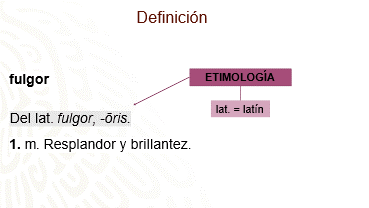 Definición
fulgor
ETIMOLOGÍA
lat. = latín
Del lat. fulgor, -ōris.
1. m. Resplandor y brillantez.